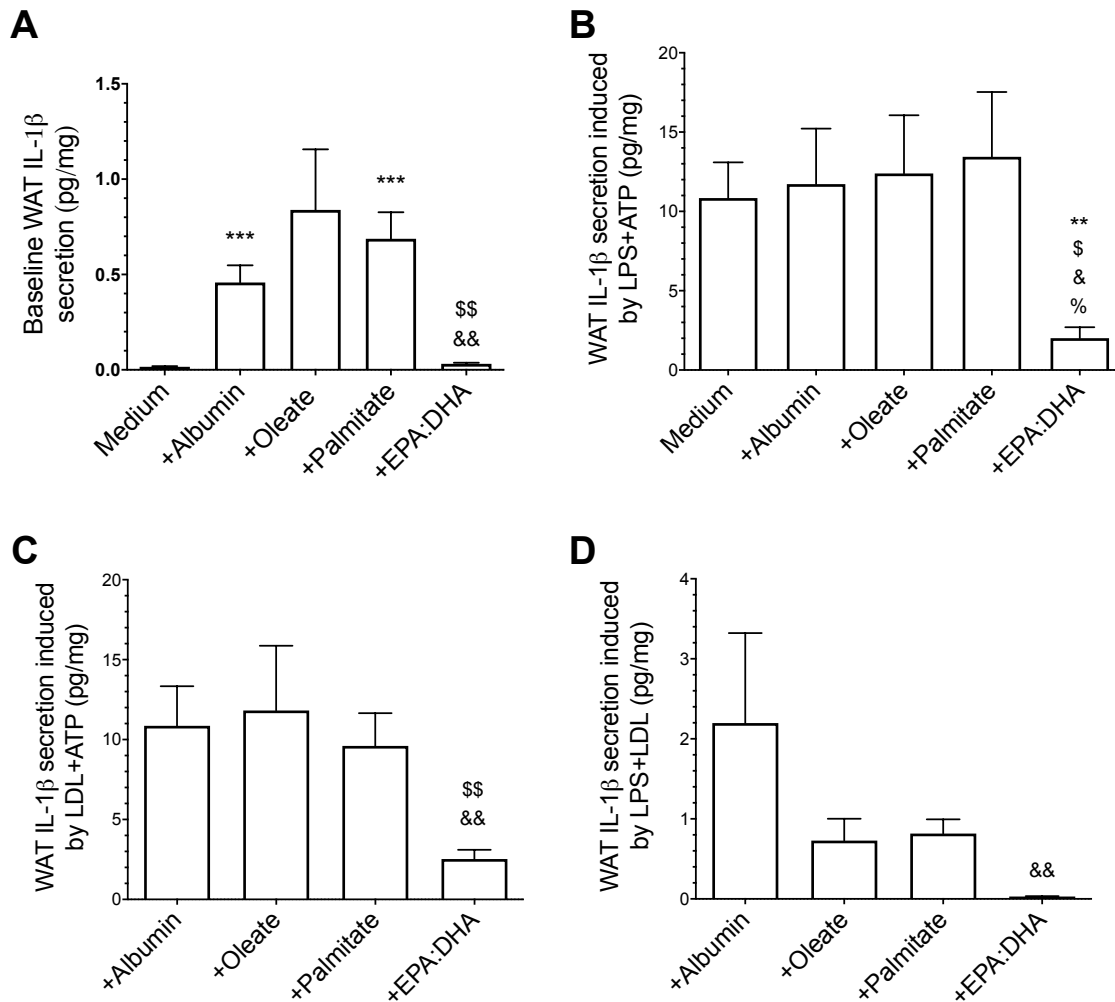 A
Baseline WAT IL-1β
secretion (pg/mg)
1.5
1.0
0.5
0.0
***
***
$$
&&
Medium
+Albumin
+Oleate
+Palmitate
+EPA:DHA
B
WAT IL-1β secretion induced
by LPS+ATP (pg/mg)
20
15
10
5
0
**
$
&
%
Medium
+Albumin
+Oleate
+Palmitate
+EPA:DHA
C
WAT IL-1β secretion induced
by LDL+ATP (pg/mg)
20
15
10
5
0
$$
&&
+Albumin
+Oleate
+Palmitate
+EPA:DHA
D
WAT IL-1β secretion induced
by LPS+LDL (pg/mg)
4
3
2
1
0
&&
+Albumin
+Oleate
+Palmitate
+EPA:DHA